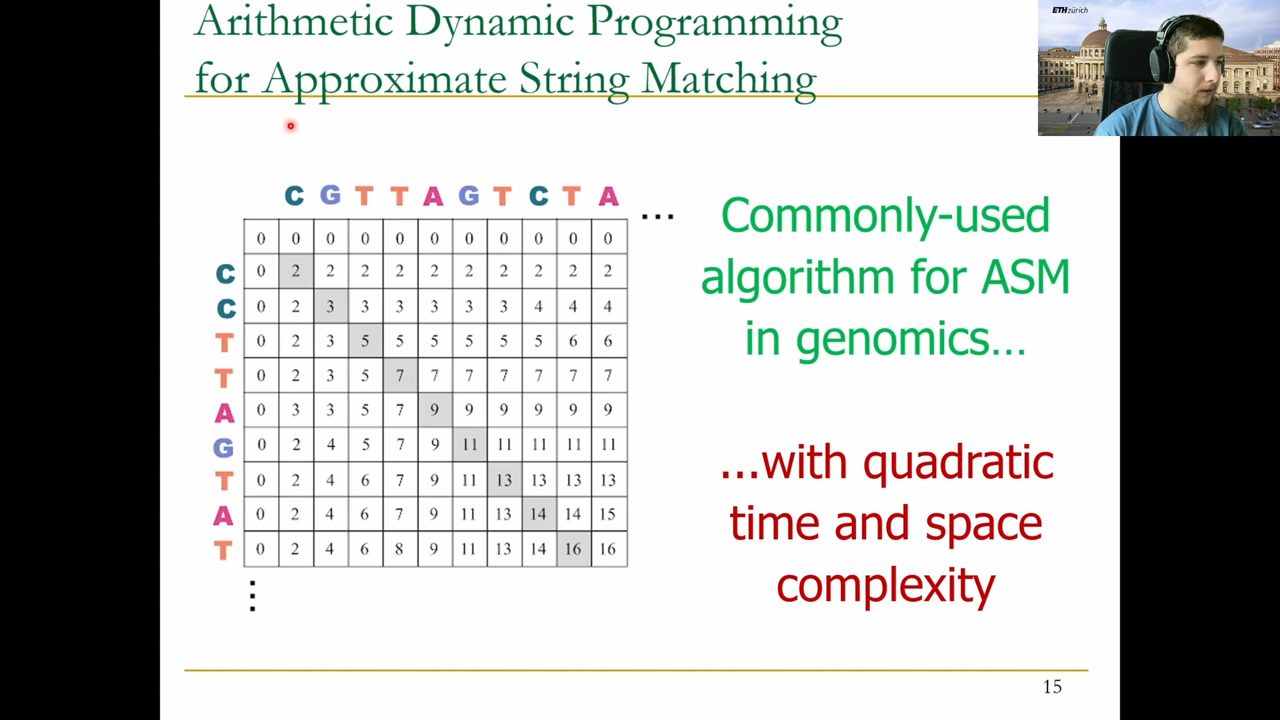 Arithmetic Dynamic Programming
for Approximate String Matching
ETH zürich
C G T T A G T C T A ...
0 0 0 0 0 0 0 0 0 0 0
C 0 2 2 2 2 2 2 2 2 2 2
C 0 2 3 3 3 3 3 3 4 4 4
T 0 2 3 5 5 5 5 5 5 6 6
T 0 2 3 5 7 7 7 7 7 7 7
A 0 3 3 5 7 9 9 9 9 9 9
G 0 2 4 5 7 9 11 11 11 11 11
T 0 2 4 6 7 9 11 13 13 13 13
A 0 2 4 6 7 9 11 13 14 14 15
T 0 2 4 6 8 9 11 13 14 16 16
⋮
Commonly-used
algorithm for ASM
in genomics...
...with quadratic
time and space
complexity
15